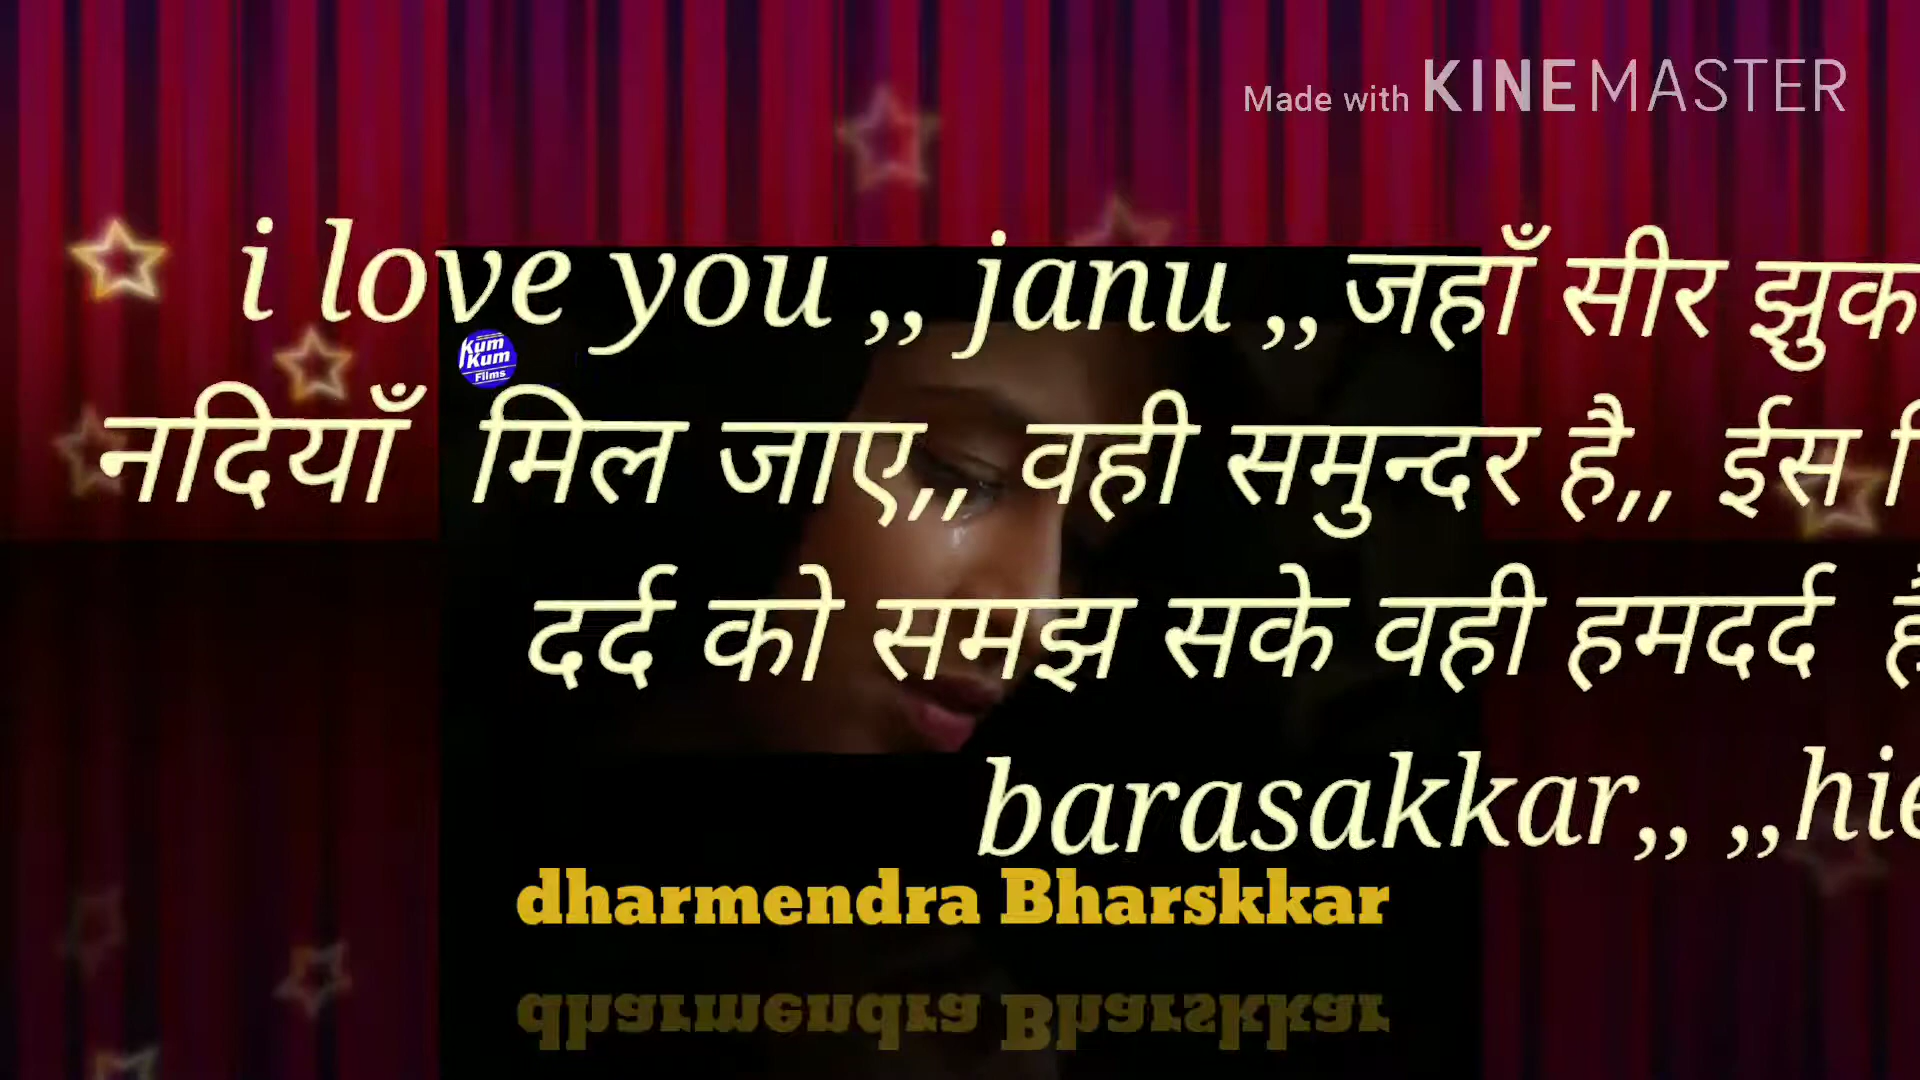 Made with KINEMASTER
i love you ,, janu ,,जहाँ सीर झुक
Kum
Kum
Films
नदियाँ मिल जाए,, वही समुन्दर है,, ईस
दर्द को समझ सके वही हमदर्द
barasakkar,, ,,hie
dharmendra Bharskkar